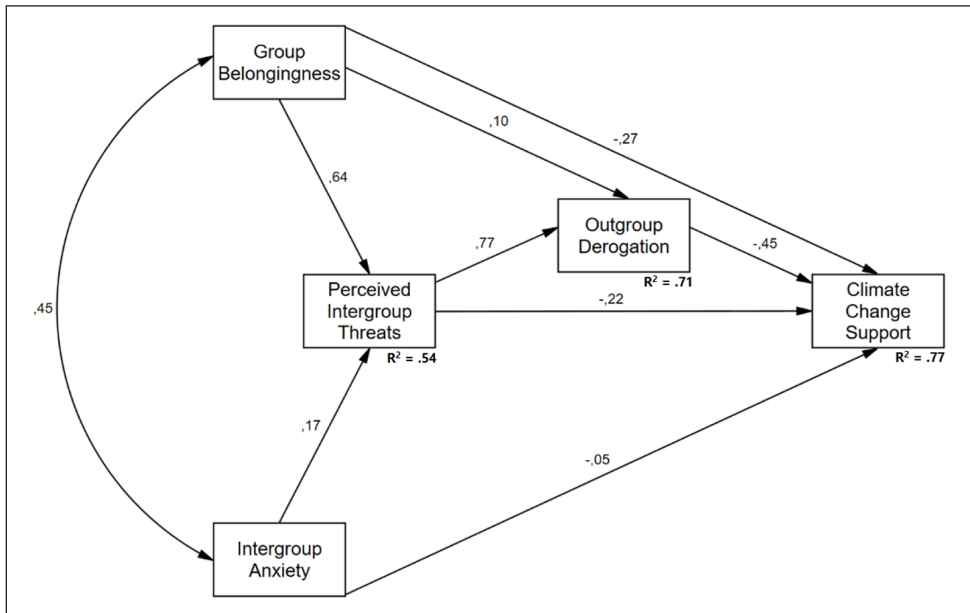 Group
Belongingness
,10
-,27
,64
Outgroup
Derogation
,77
-,45
R² = .71
Perceived
Intergroup
Threats
-,22
Climate
Change
Support
,45
R² = .54
R² = .77
,17
-,05
Intergroup
Anxiety